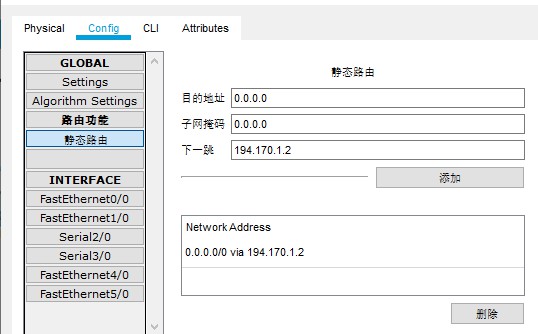 Physical Config CLI Attributes
GLOBAL
Settings
Algorithm Settings
路由功能
静态路由
INTERFACE
FastEthernet0/0
FastEthernet1/0
Serial2/0
Serial3/0
FastEthernet4/0
FastEthernet5/0
静态路由
目的地址 0.0.0.0
子网掩码 0.0.0.0
下一跳 194.170.1.2
添加
Network Address
0.0.0.0/0 via 194.170.1.2
删除